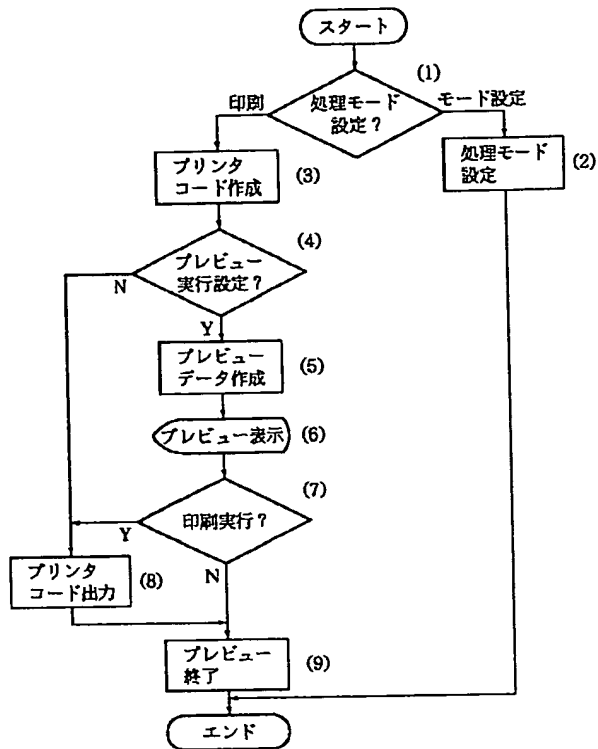 スタート
(1)
印刷
処理モード
設定？
モード設定
処理モード
設定
(2)
プリンタ
コード作成
(3)
(4)
プレビュー
実行設定？
N
Y
プレビュー
データ作成
(5)
プレビュー表示
(6)
(7)
印刷実行？
Y
N
プリンタ
コード出力
(8)
プレビュー
終了
(9)
エンド